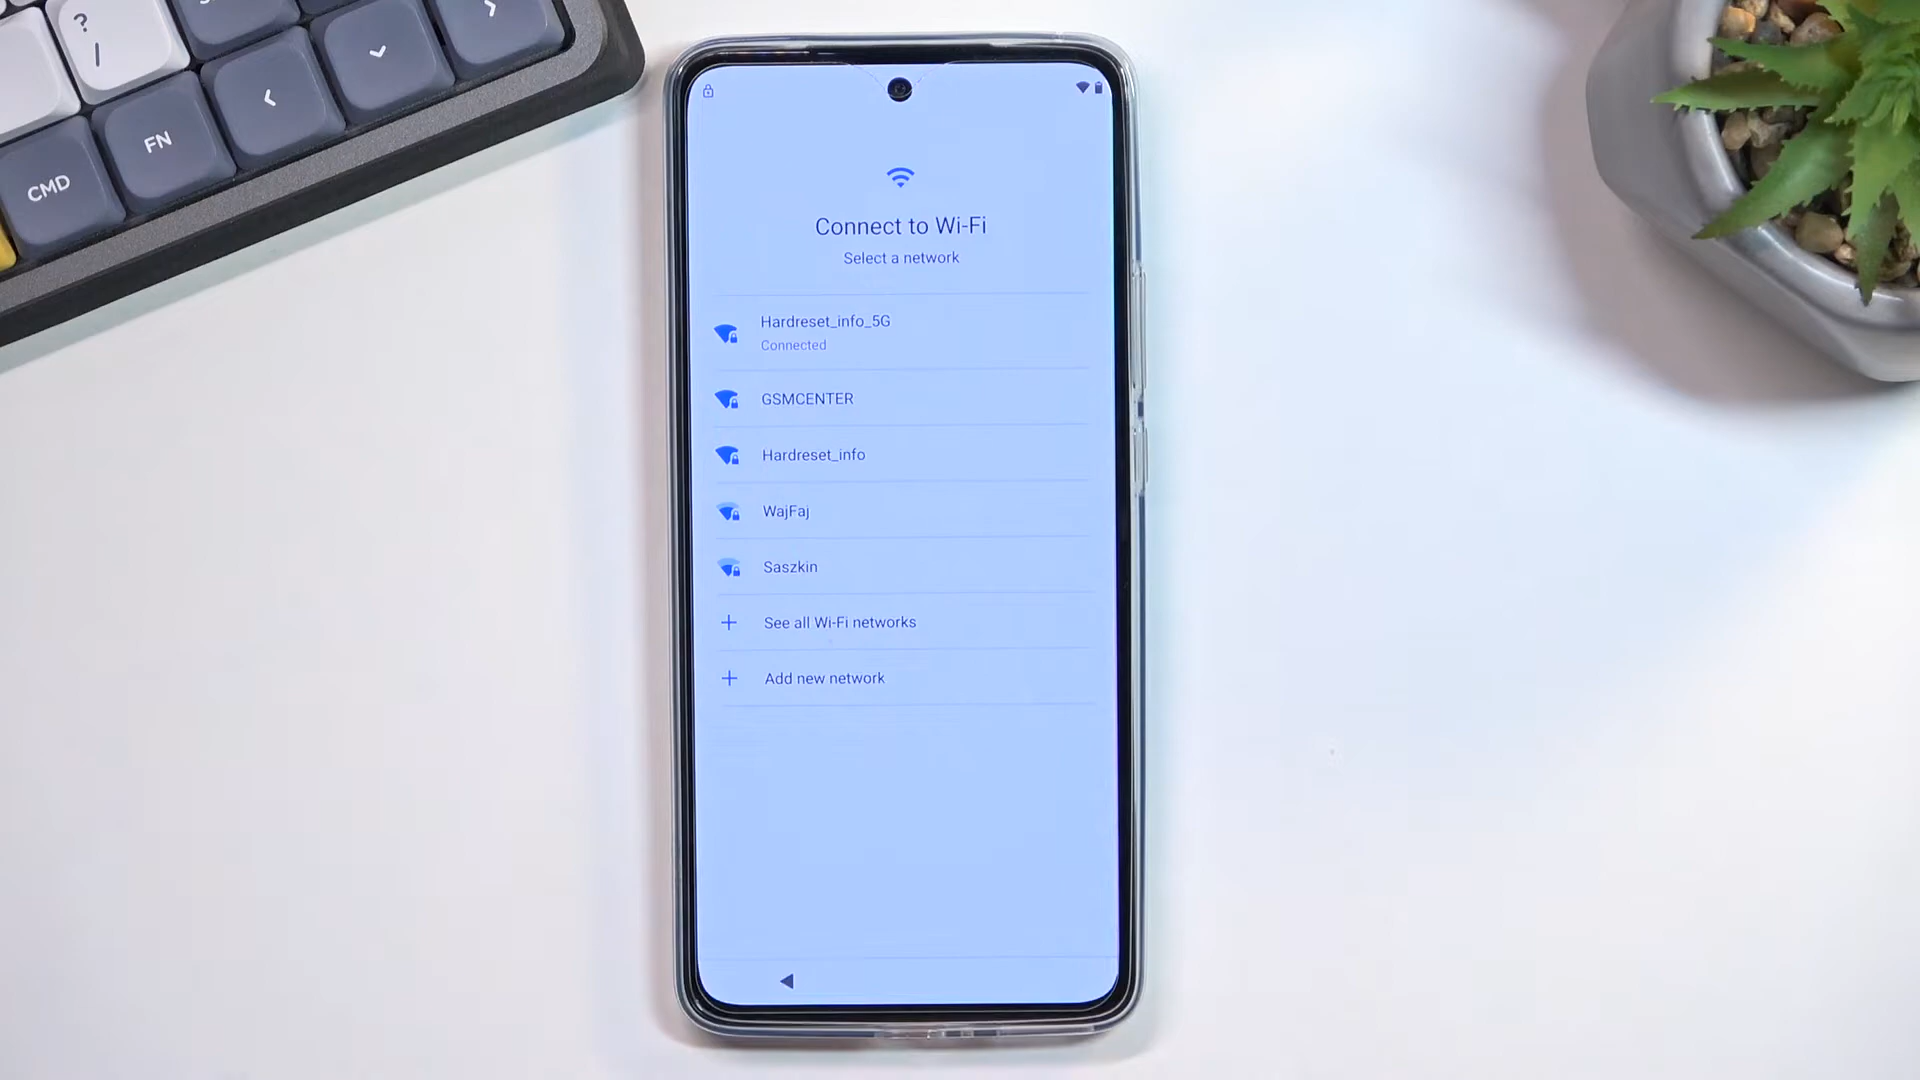 ?
/
FN
CMD
Connect to Wi-Fi
Select a network
Hardreset_info_5G
Connected
GSMCENTER
Hardreset_info
WajFaj
Saszkin
See all Wi-Fi networks
Add new network